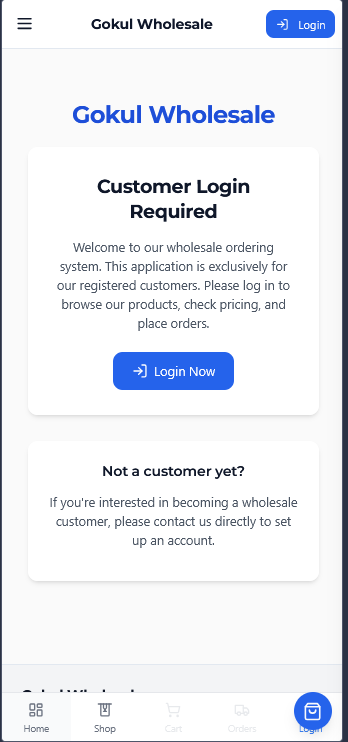 Gokul Wholesale
Login
Gokul Wholesale
Customer Login
Required
Welcome to our wholesale ordering
system. This application is exclusively for
our registered customers. Please log in to
browse our products, check pricing, and
place orders.
Login Now
Not a customer yet?
If you're interested in becoming a wholesale
customer, please contact us directly to set
up an account.
Gokul Wholesale
Home
Shop
Cart
Orders
Login